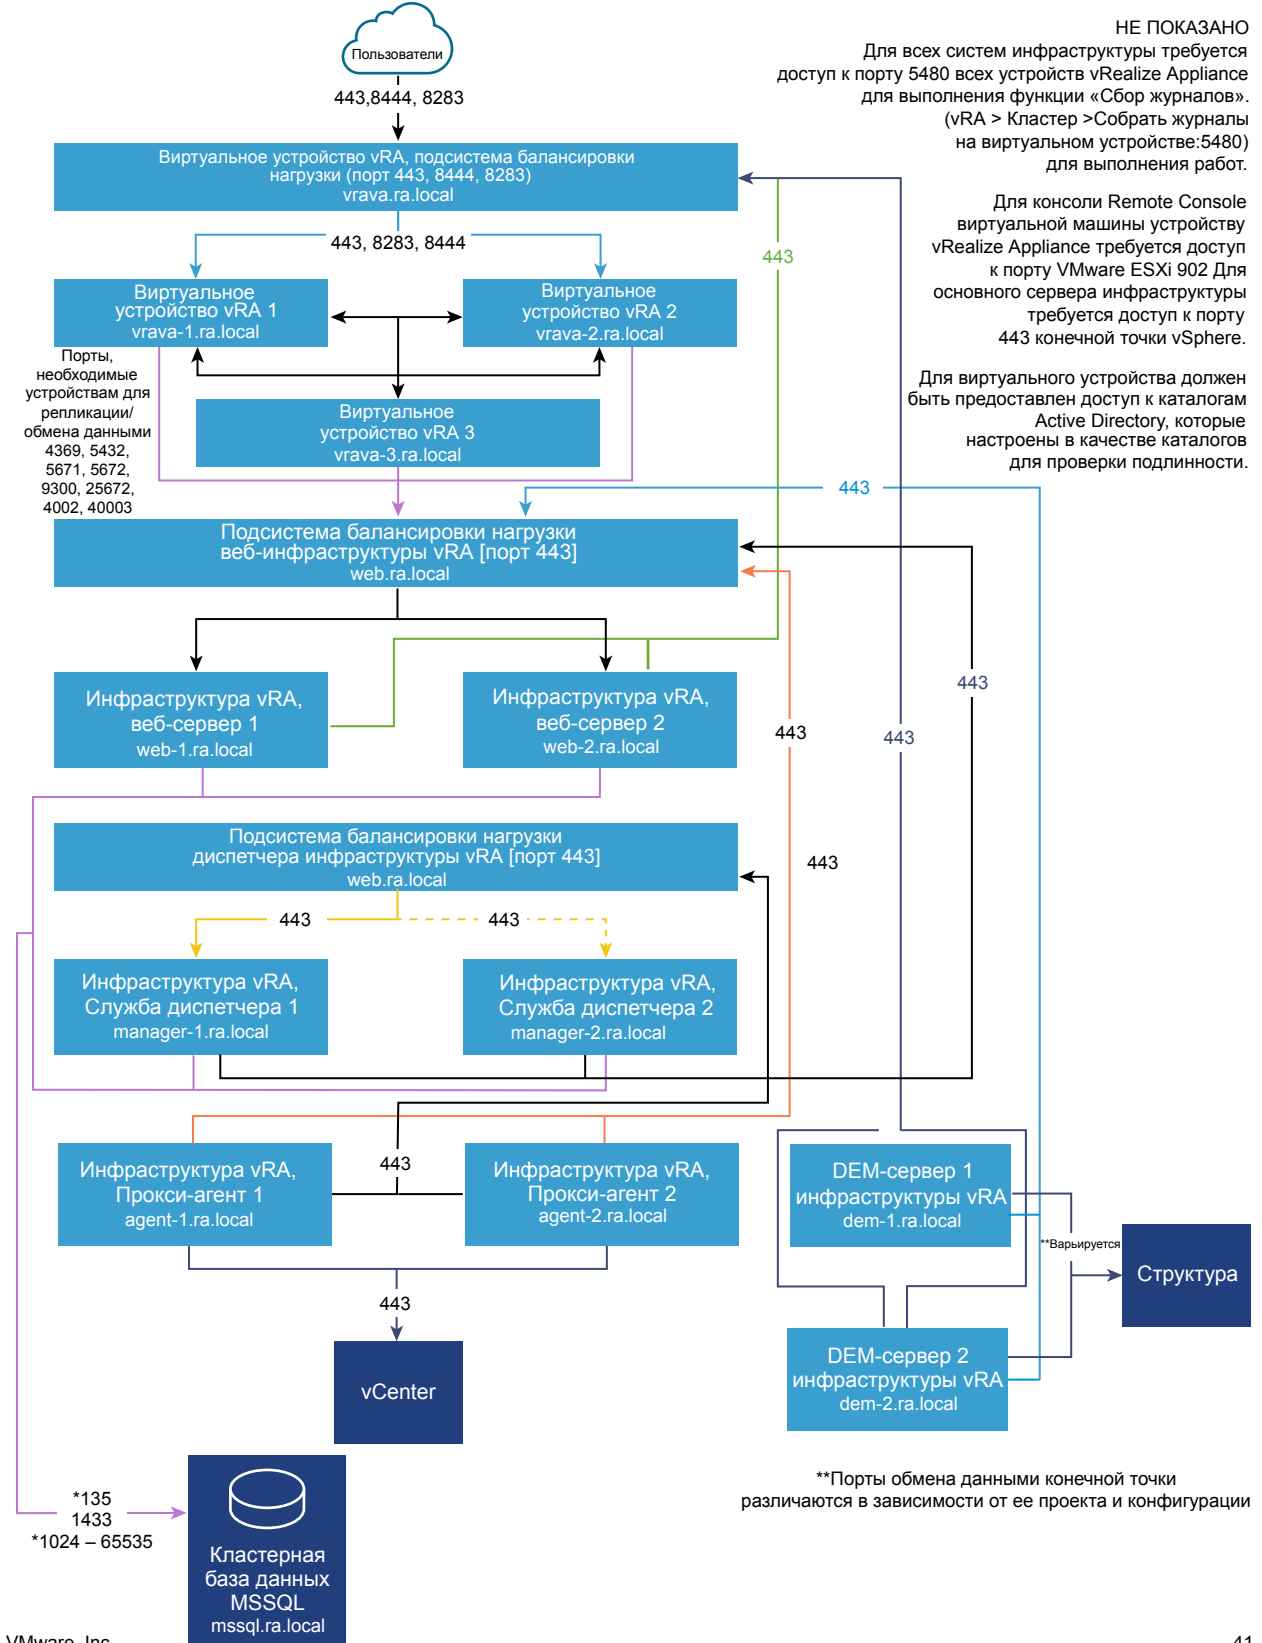 Пользователи
443,8444, 8283
НЕ ПОКАЗАНО
Для всех систем инфраструктуры требуется
доступ к порту 5480 всех устройств vRealize Appliance
для выполнения функции «Сбор журналов».
(vRA > Кластер >Собрать журналы
на виртуальном устройстве:5480)
для выполнения работ.
Для консоли Remote Console
виртуальной машины устройству
vRealize Appliance требуется доступ
к порту VMware ESXi 902 Для
основного сервера инфраструктуры
требуется доступ к порту
443 конечной точки vSphere.
Для виртуального устройства должен
быть предоставлен доступ к каталогам
Active Directory, которые
настроены в качестве каталогов
для проверки подлинности.
Виртуальное устройство vRA, подсистема балансировки
нагрузки (порт 443, 8444, 8283)
vrava.ra.local
443, 8283, 8444
443
Виртуальное
устройство vRA 1
vrava-1.ra.local
Виртуальное
устройство vRA 2
vrava-2.ra.local
Порты,
необходимые
устройствам для
репликации/
обмена данными
4369, 5432,
5671, 5672,
9300, 25672,
4002, 40003
Виртуальное
устройство vRA 3
vrava-3.ra.local
443
Подсистема балансировки нагрузки
веб-инфраструктуры vRA [порт 443]
web.ra.local
Инфраструктура vRA,
веб-сервер 1
web-1.ra.local
Инфраструктура vRA,
веб-сервер 2
web-2.ra.local
443
443
443
Подсистема балансировки нагрузки
диспетчера инфраструктуры vRA [порт 443]
web.ra.local
443
443
443
Инфраструктура vRA,
Служба диспетчера 1
manager-1.ra.local
Инфраструктура vRA,
Служба диспетчера 2
manager-2.ra.local
Инфраструктура vRA,
Прокси-агент 1
agent-1.ra.local
443
Инфраструктура vRA,
Прокси-агент 2
agent-2.ra.local
DEM-сервер 1
инфраструктуры vRA
dem-1.ra.local
**Варьируется
Структура
443
vCenter
DEM-сервер 2
инфраструктуры vRA
dem-2.ra.local
**Порты обмена данными конечной точки
различаются в зависимости от ее проекта и конфигурации
*135
1433
*1024 – 65535
Кластерная
база данных
MSSQL
mssql.ra.local
VMware, Inc.
41